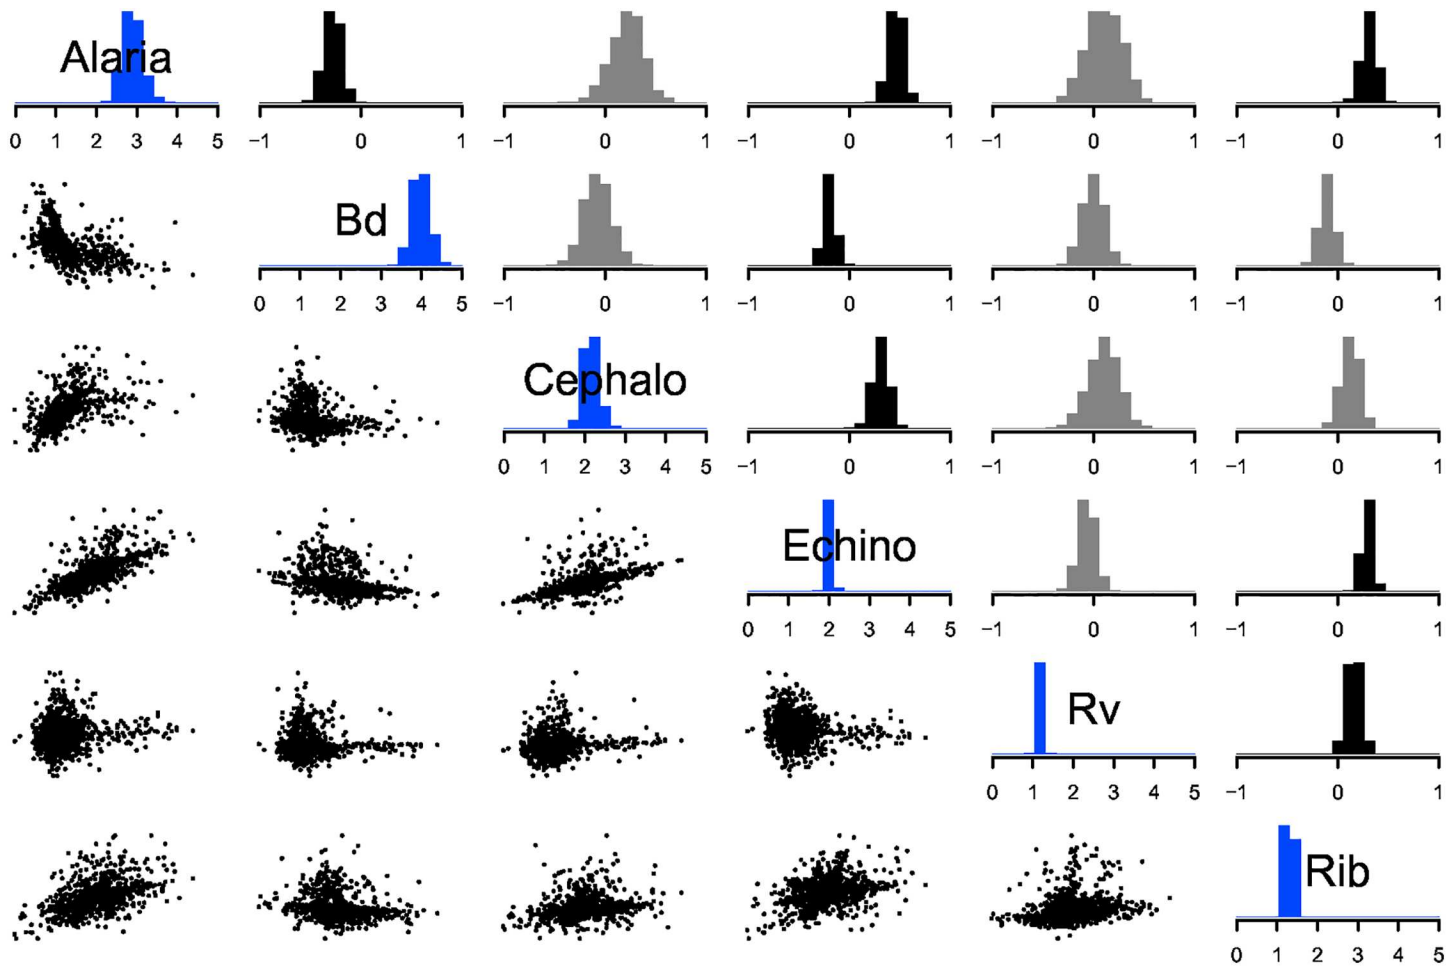 Alaria
0 1 2 3 4 5 −1 0 1 −1 0 1 −1 0 1 −1 0 1 −1 0 1
Bd
0 1 2 3 4 5 −1 0 1 −1 0 1 −1 0 1 −1 0 1
Cephalo
0 1 2 3 4 5 −1 0 1 −1 0 1 −1 0 1
Echino
0 1 2 3 4 5 −1 0 1 −1 0 1
Rv
0 1 2 3 4 5 −1 0 1
Rib
0 1 2 3 4 5